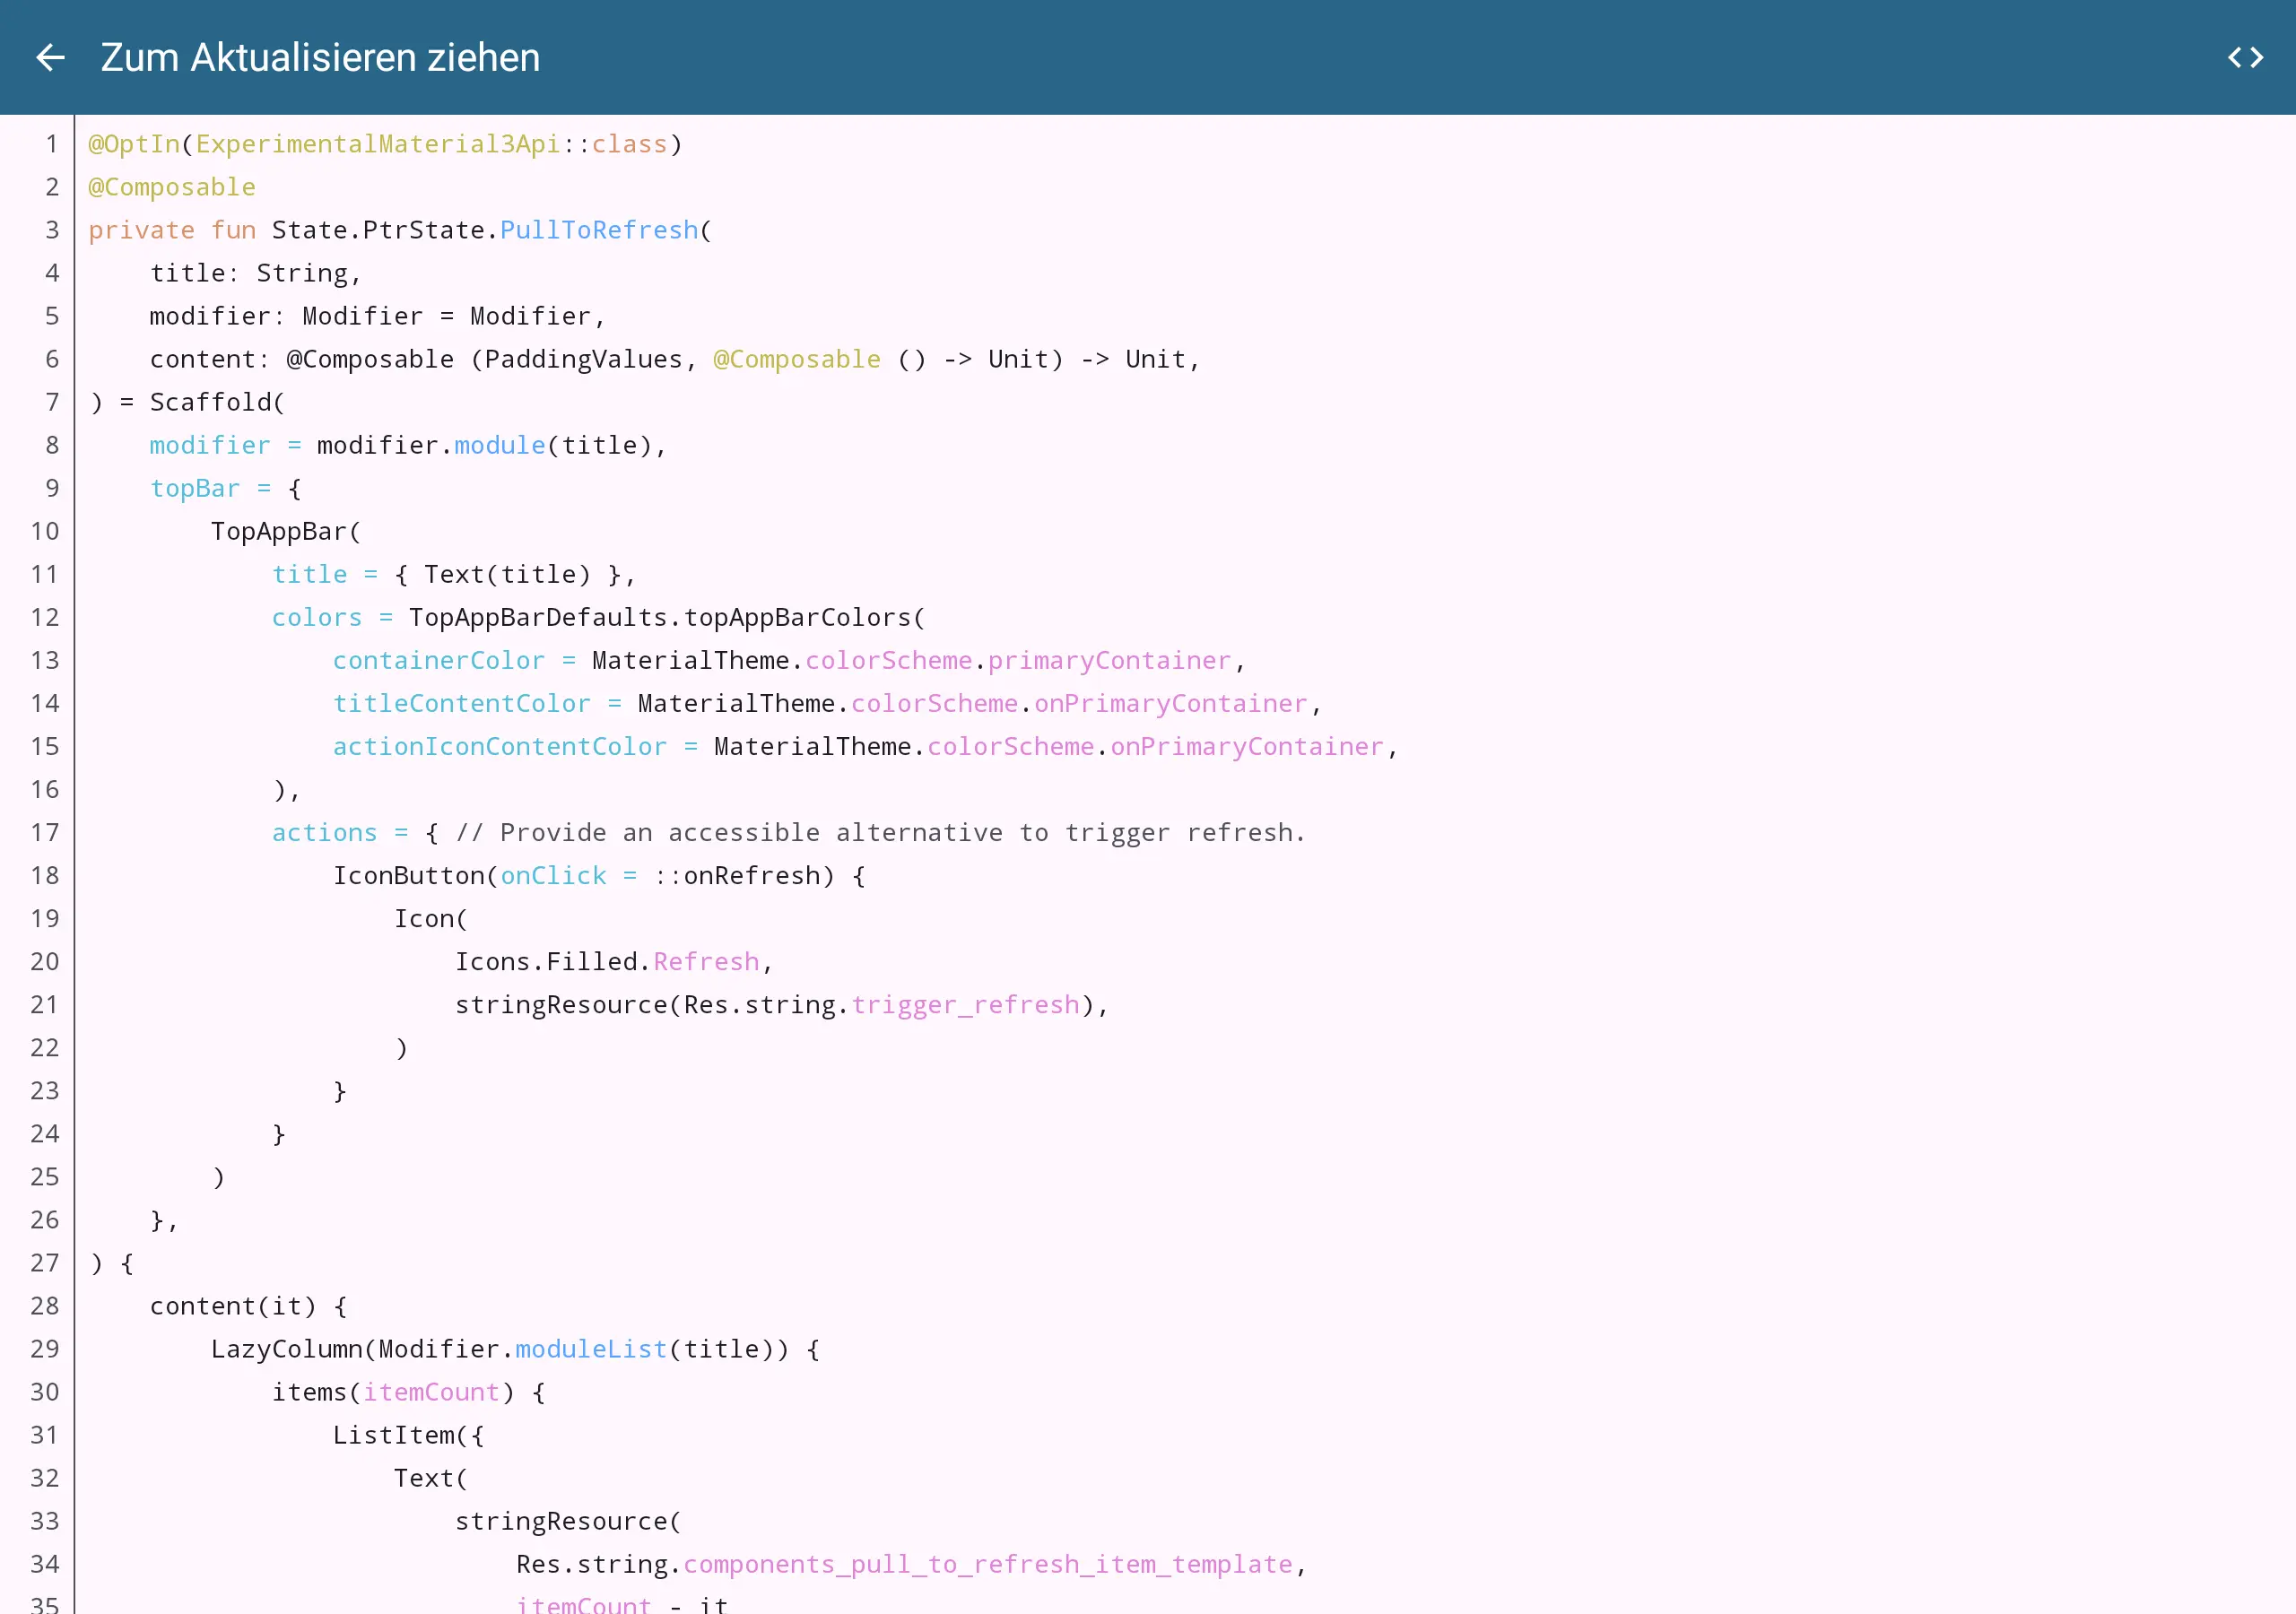 Zum Aktualisieren ziehen
1 @OptIn(ExperimentalMaterial3Api::class)
2 @Composable
3 private fun State.PtrState.PullToRefresh(
4     title: String,
5     modifier: Modifier = Modifier,
6     content: @Composable (PaddingValues, @Composable () -> Unit) -> Unit,
7 ) = Scaffold(
8     modifier = modifier.module(title),
9     topBar = {
10         TopAppBar(
11             title = { Text(title) },
12             colors = TopAppBarDefaults.topAppBarColors(
13                 containerColor = MaterialTheme.colorScheme.primaryContainer,
14                 titleContentColor = MaterialTheme.colorScheme.onPrimaryContainer,
15                 actionIconContentColor = MaterialTheme.colorScheme.onPrimaryContainer,
16             ),
17             actions = { // Provide an accessible alternative to trigger refresh.
18                 IconButton(onClick = ::onRefresh) {
19                     Icon(
20                         Icons.Filled.Refresh,
21                         stringResource(Res.string.trigger_refresh),
22                     )
23                 }
24             }
25         )
26     },
27 ) {
28     content(it) {
29         LazyColumn(Modifier.moduleList(title)) {
30             items(itemCount) {
31                 ListItem({
32                     Text(
33                         stringResource(
34                             Res.string.components_pull_to_refresh_item_template,
35                             itemCount - it